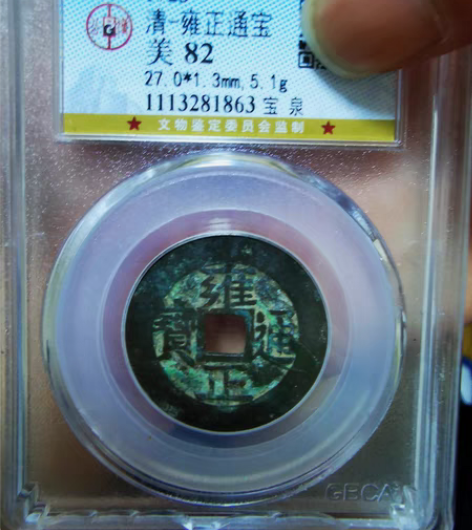 清-雍正通宝
美 82
27.0*1.3mm,5.1g
1113281863 宝 泉
★ 文物鉴定委员会监制 ★
雍正通寳
GBCA